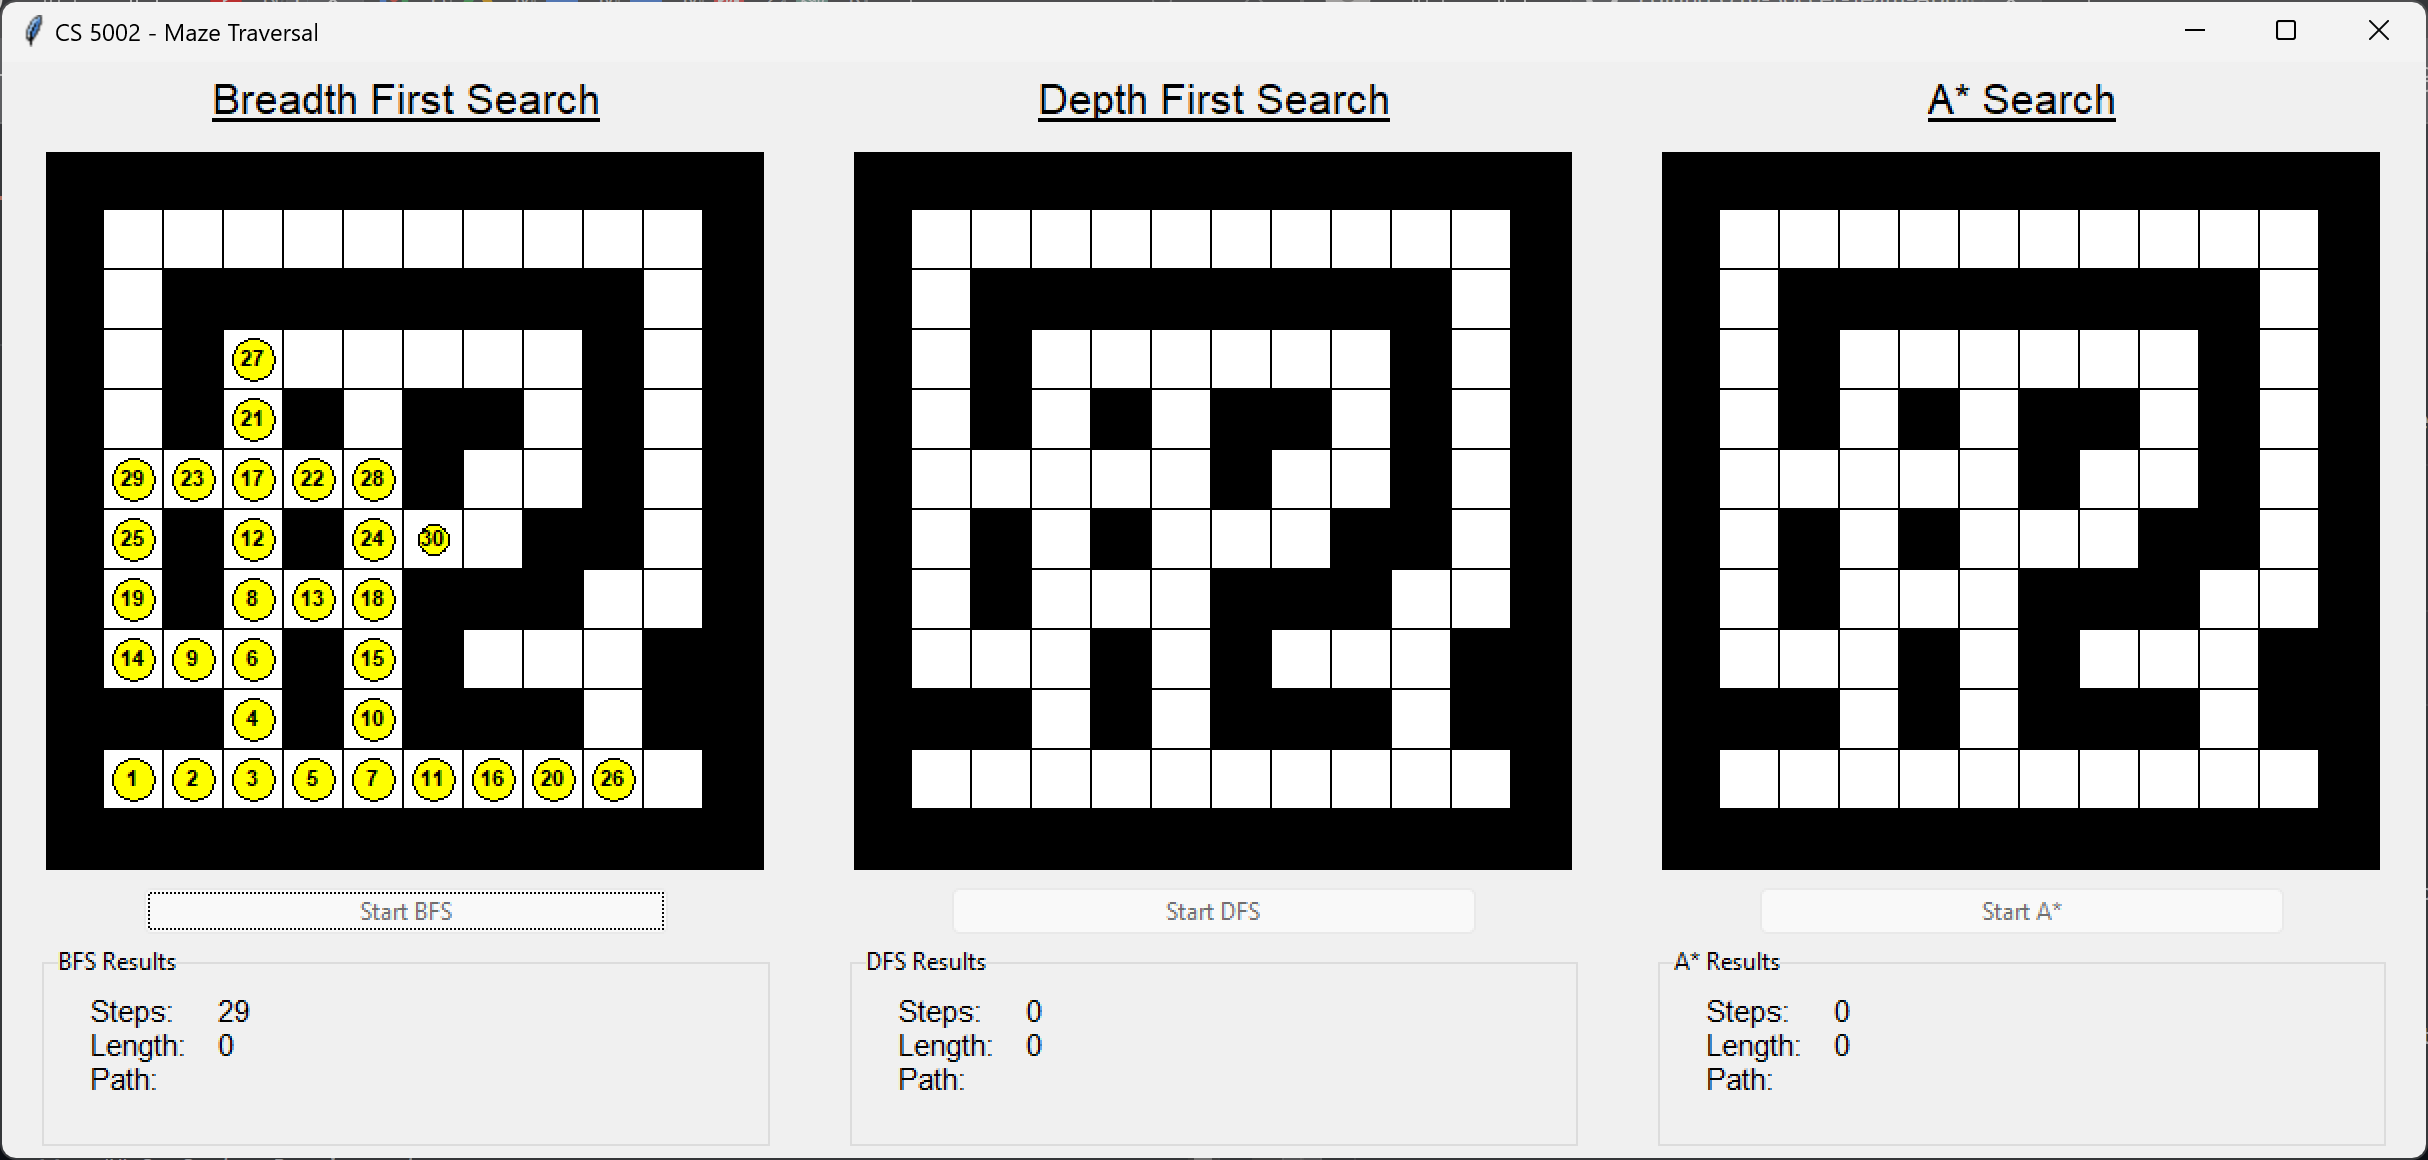 CS 5002 - Maze Traversal
Breadth First Search
Depth First Search
A* Search
27
21
29 23 17 22 28
25 12 24 30
19 8 13 18
14 9 6 15
4 10
1 2 3 5 7 11 16 20 26
Start BFS
Start DFS
Start A*
BFS Results
Steps: 29
Length: 0
Path:
DFS Results
Steps: 0
Length: 0
Path:
A* Results
Steps: 0
Length: 0
Path: